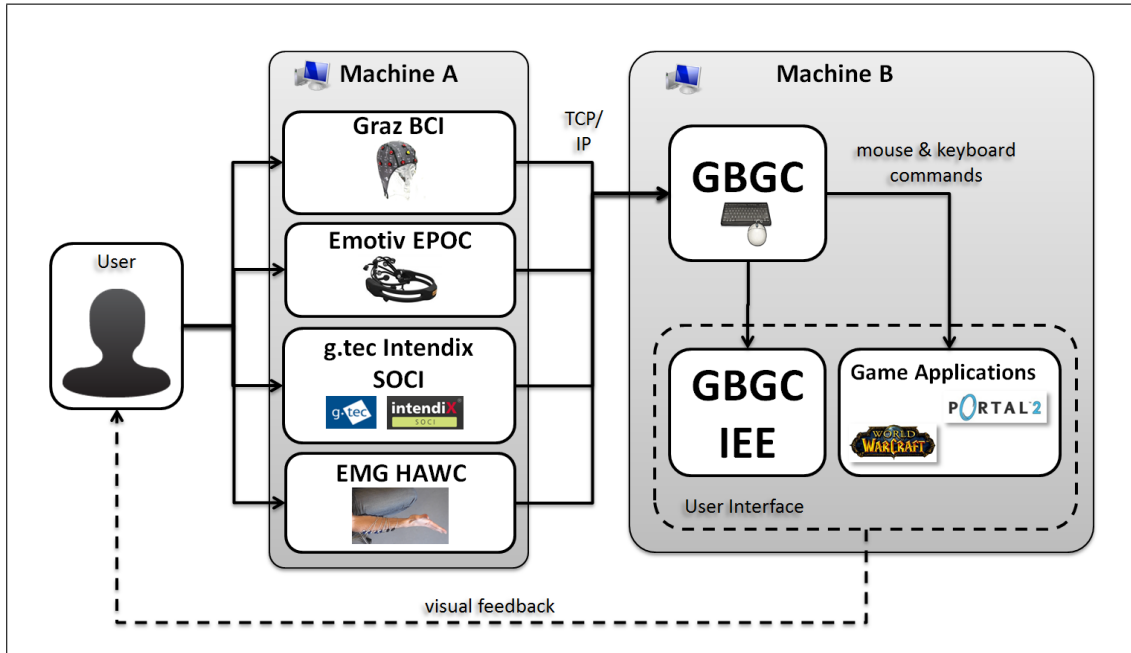 Machine A
Machine B
Graz BCI
TCP/
IP
mouse & keyboard
commands
GBGC
User
Emotiv EPOC
g.tec Intendix
SOCI
g.tec
intendiX
SOCI
GBGC
IEE
Game Applications
PORTAL 2
WORLD
OF
WARCRAFT
EMG HAWC
User Interface
visual feedback